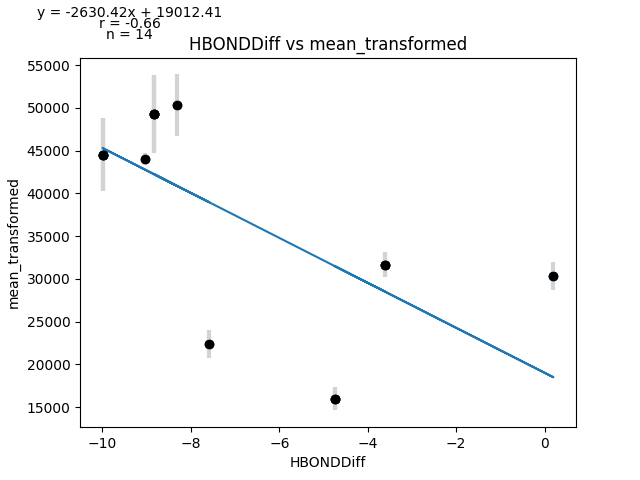 y = -2630.42x + 19012.41
r = -0.66
n = 14
HBONDDiff vs mean_transformed
55000
50000
45000
40000
35000
30000
25000
20000
15000
mean_transformed
−10 −8 −6 −4 −2 0
HBONDDiff